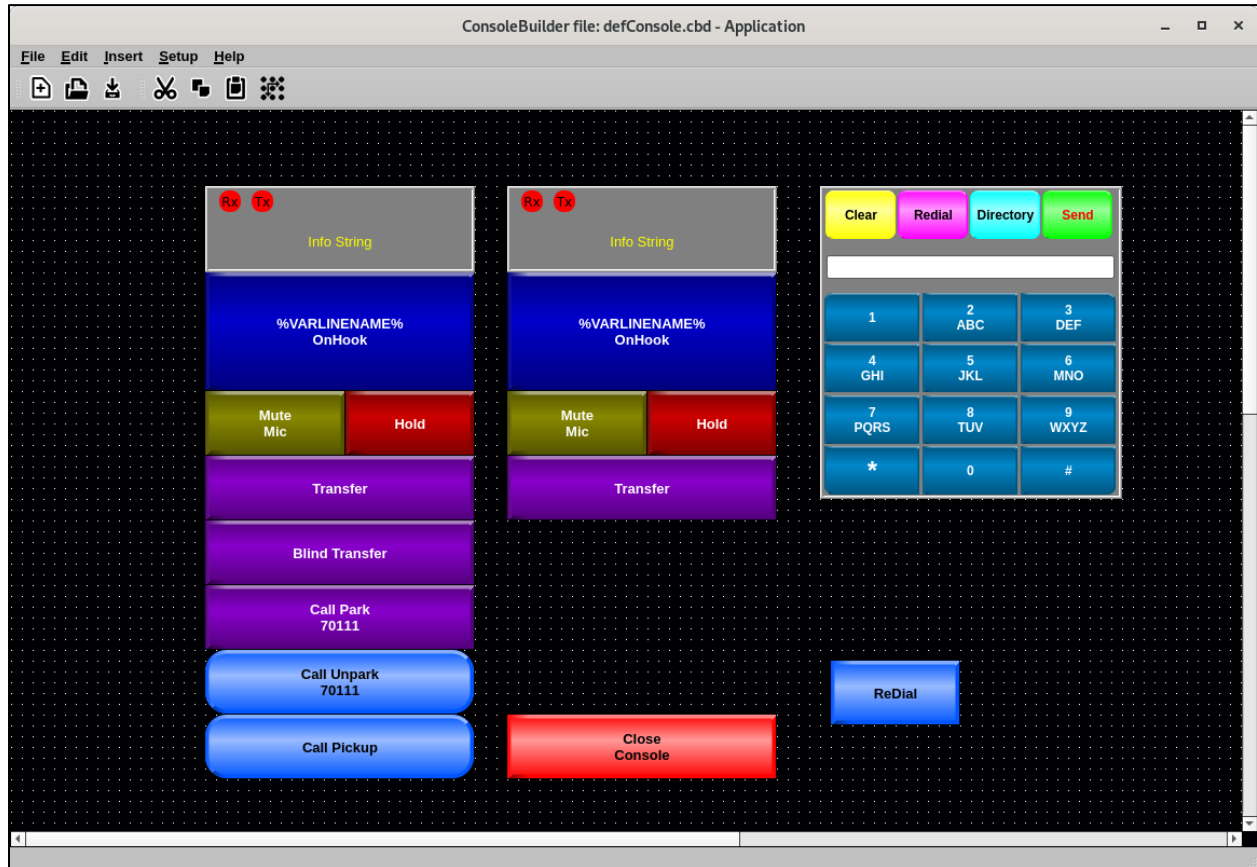 ConsoleBuilder file: defConsole.cbd - Application
File Edit Insert Setup Help
Rx Tx
Info String
%VARLINENAME%
OnHook
Mute
Mic
Hold
Transfer
Blind Transfer
Call Park
70111
Call Unpark
70111
Call Pickup
Rx Tx
Info String
%VARLINENAME%
OnHook
Mute
Mic
Hold
Transfer
Close
Console
Clear Redial Directory Send
1
2
ABC
3
DEF
4
GHI
5
JKL
6
MNO
7
PQRS
8
TUV
9
WXYZ
*
0
#
ReDial